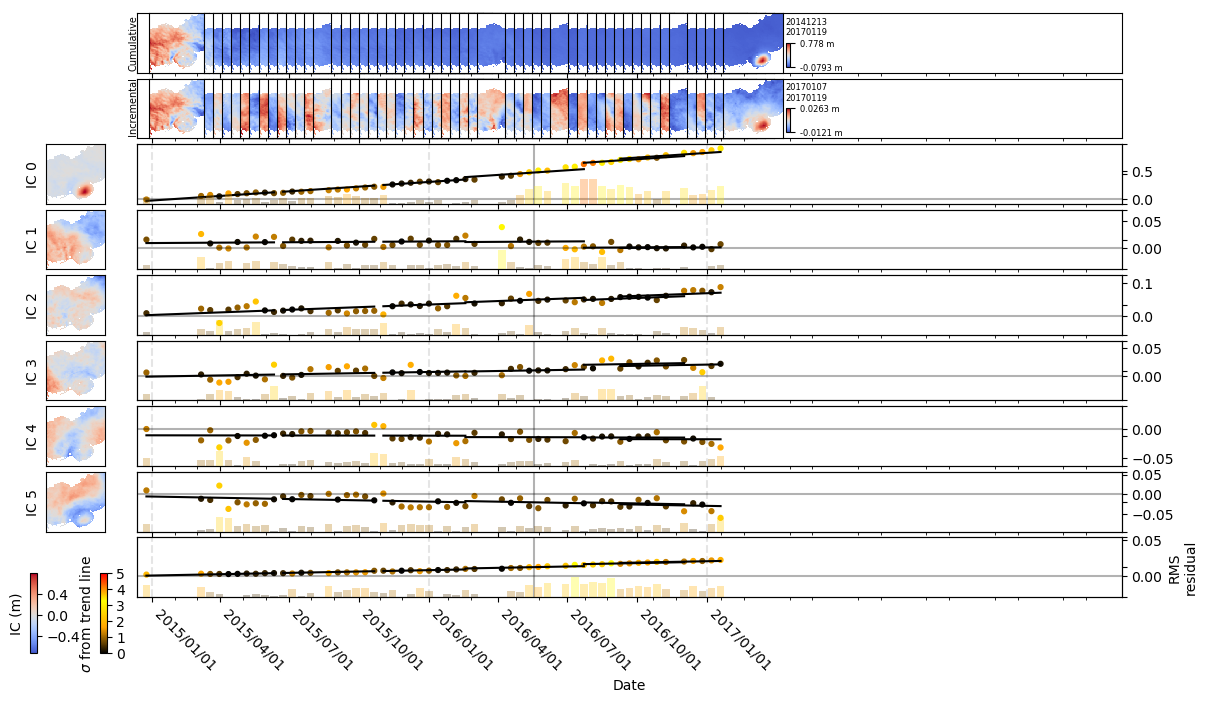 Cumulative
20141213
20170119
0.778 m
-0.0793 m
Incremental
20170107
20170119
0.0263 m
-0.0121 m
IC 0
0.5
0.0
IC 1
0.05
0.00
IC 2
0.1
0.0
IC 3
0.05
0.00
IC 4
0.00
−0.05
IC 5
0.05
0.00
−0.05
0.05
0.00
RMS
residual
IC (m)
0.4
0.0
−0.4
σ from trend line
5
4
3
2
1
0
2015/01/01
2015/04/01
2015/07/01
2015/10/01
2016/01/01
2016/04/01
2016/07/01
2016/10/01
2017/01/01
Date